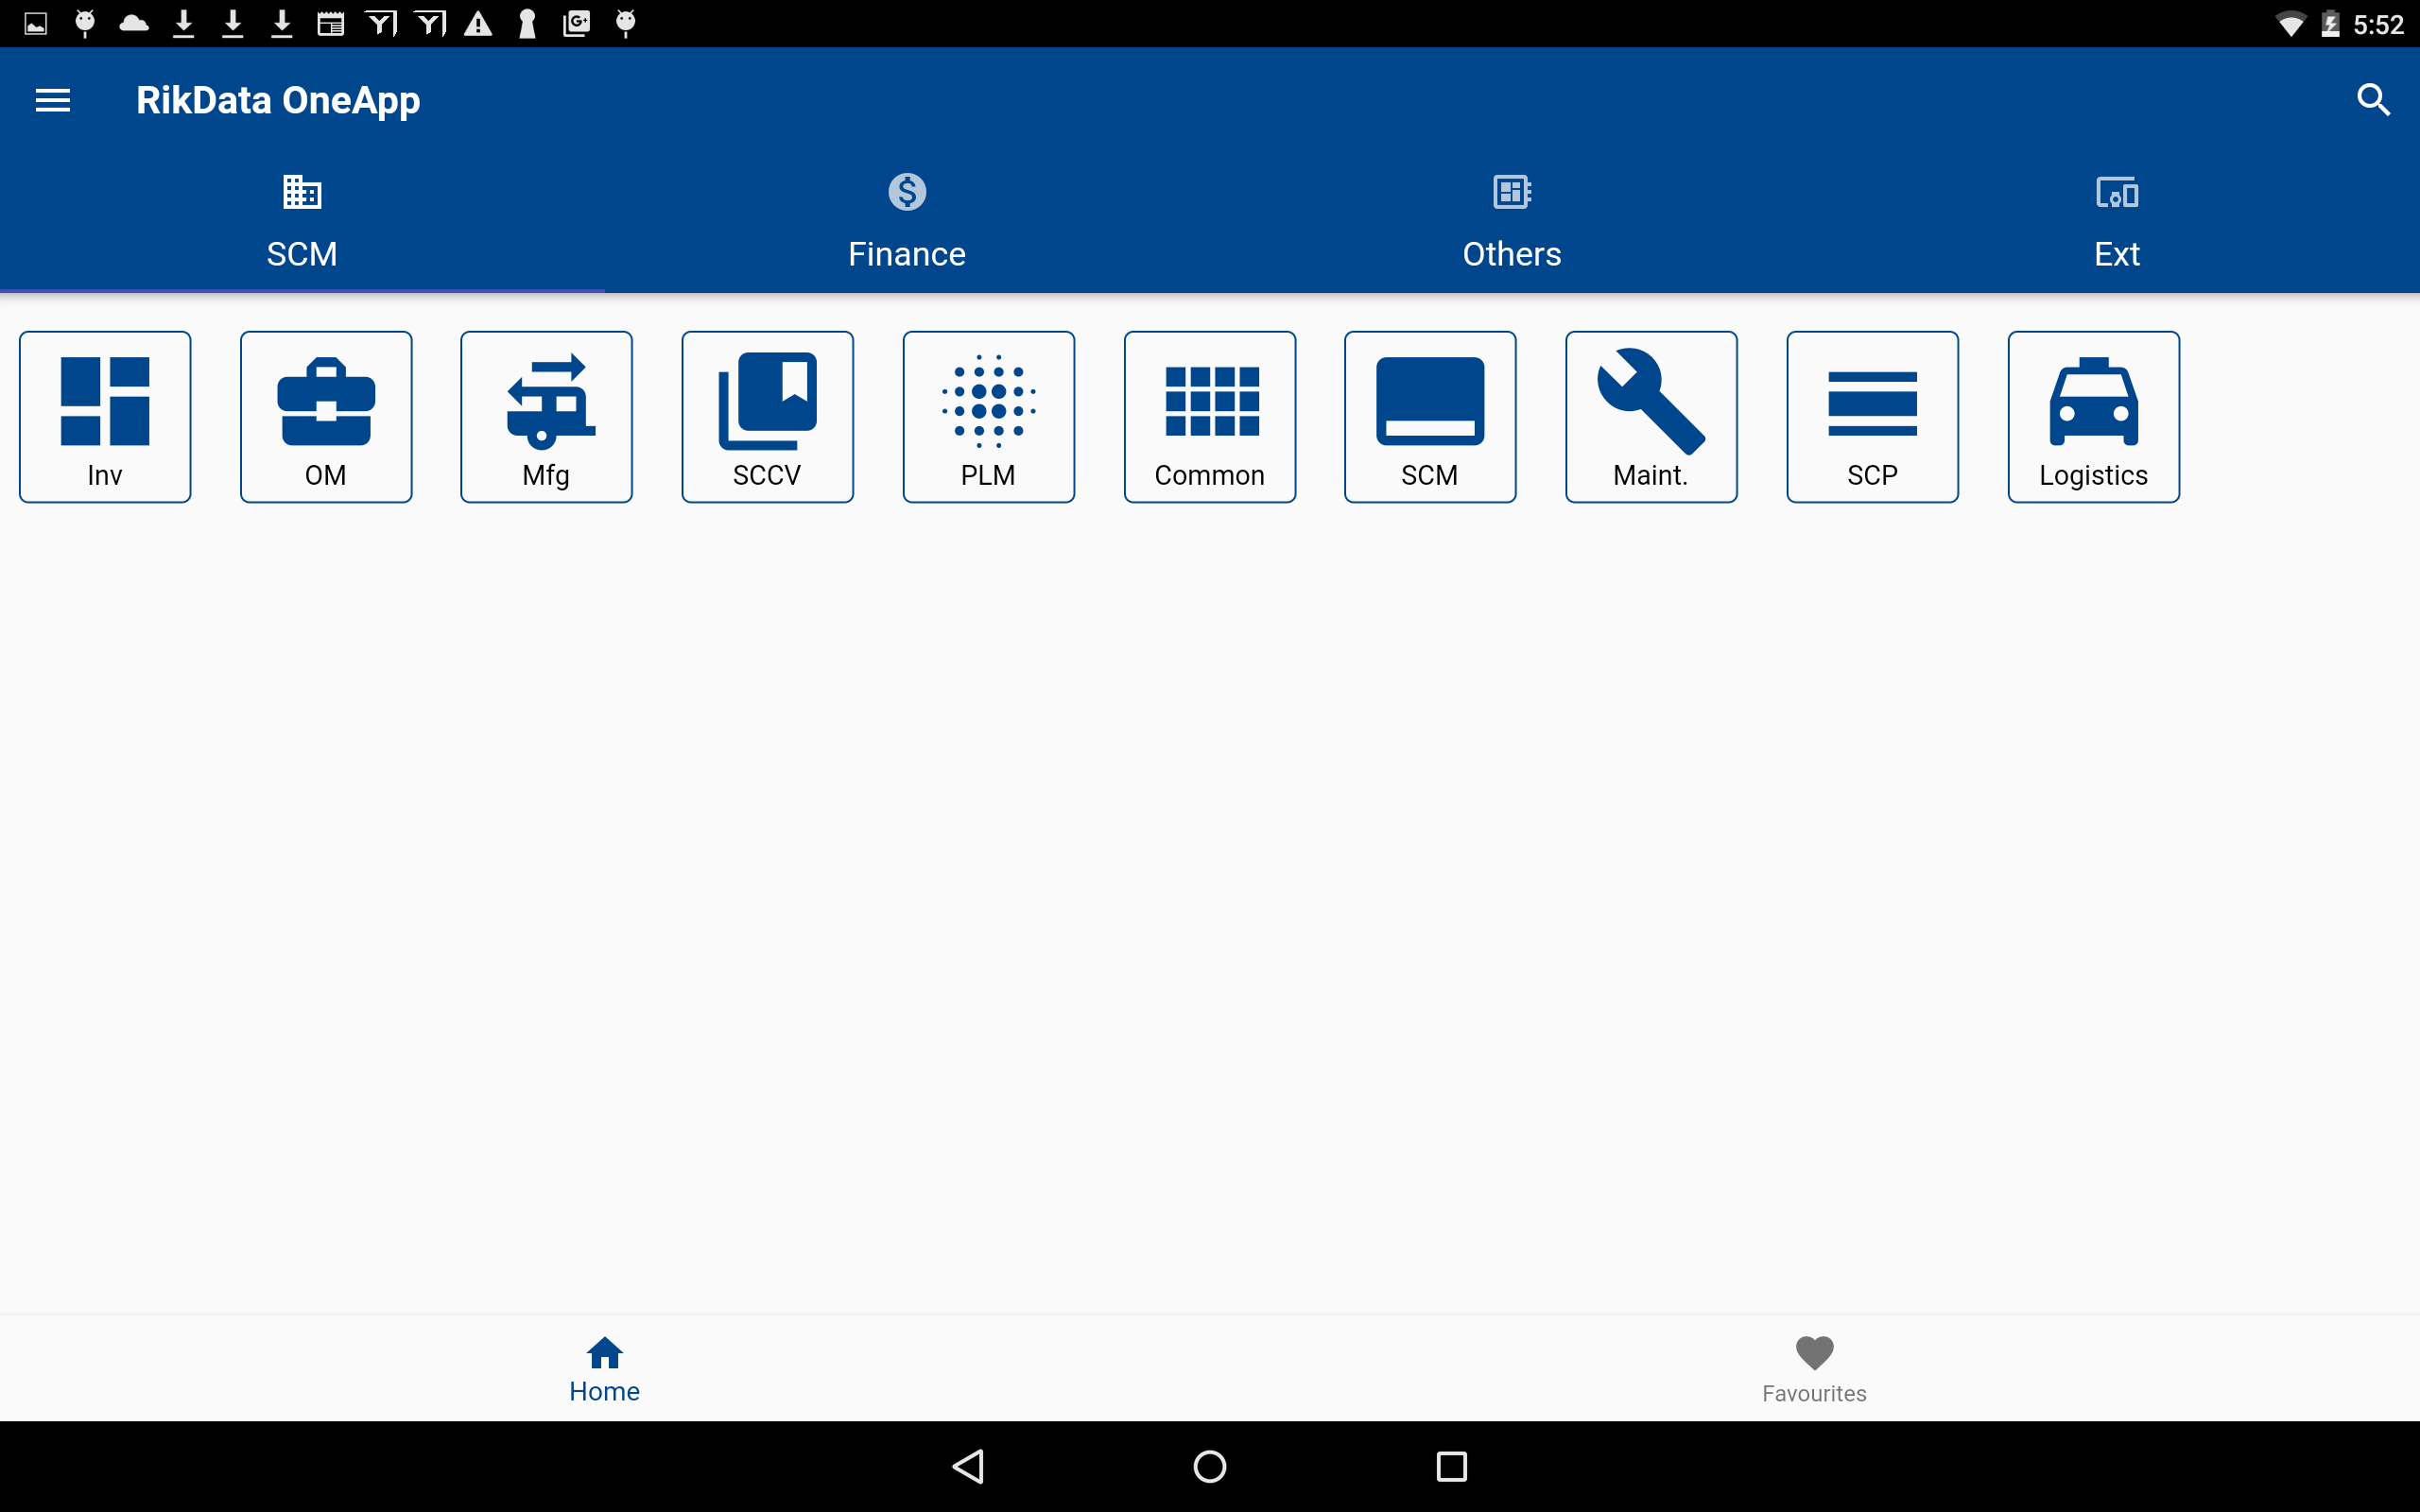 5:52
RikData OneApp
SCM Finance Others Ext
Inv OM Mfg SCCV PLM Common SCM Maint. SCP Logistics
Home Favourites